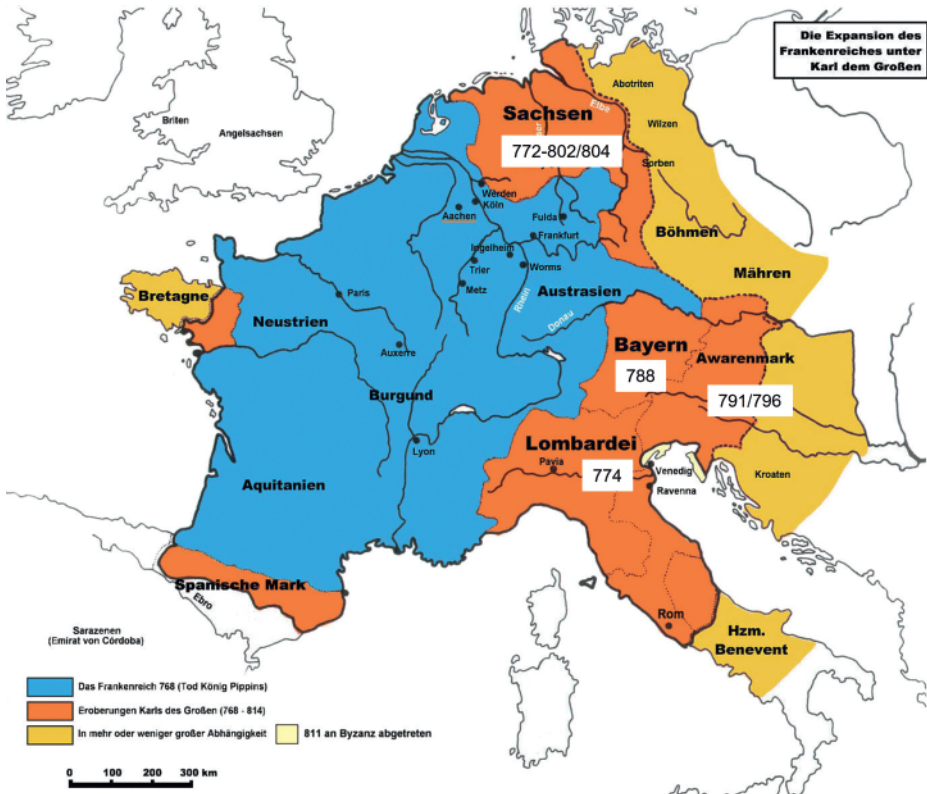 Die Expansion des
Frankenreiches unter
Karl dem Großen
Abotriten
Briten
Angelsachsen
Sachsen
Elbe
Wilzen
772-802/804
Sorben
Werden
Köln
Aachen
Fulda
Frankfurt
Böhmen
Ingelheim
Trier
Worms
Mähren
Bretagne
Paris
Metz
Rhein
Austrasien
Neustrien
Donau
Bayern
Awarenmark
Auxerre
788
791/796
Burgund
Lombardei
Lyon
Pavia
774
Venedig
Kroaten
Ravenna
Aquitanien
Spanische Mark
Ebro
Rom
Sarazenen
(Emirat von Córdoba)
Hzm.
Benevent
Das Frankenreich 768 (Tod König Pippins)
Eroberungen Karls des Großen (768 - 814)
In mehr oder weniger großer Abhängigkeit
811 an Byzanz abgetreten
0 100 200 300 km